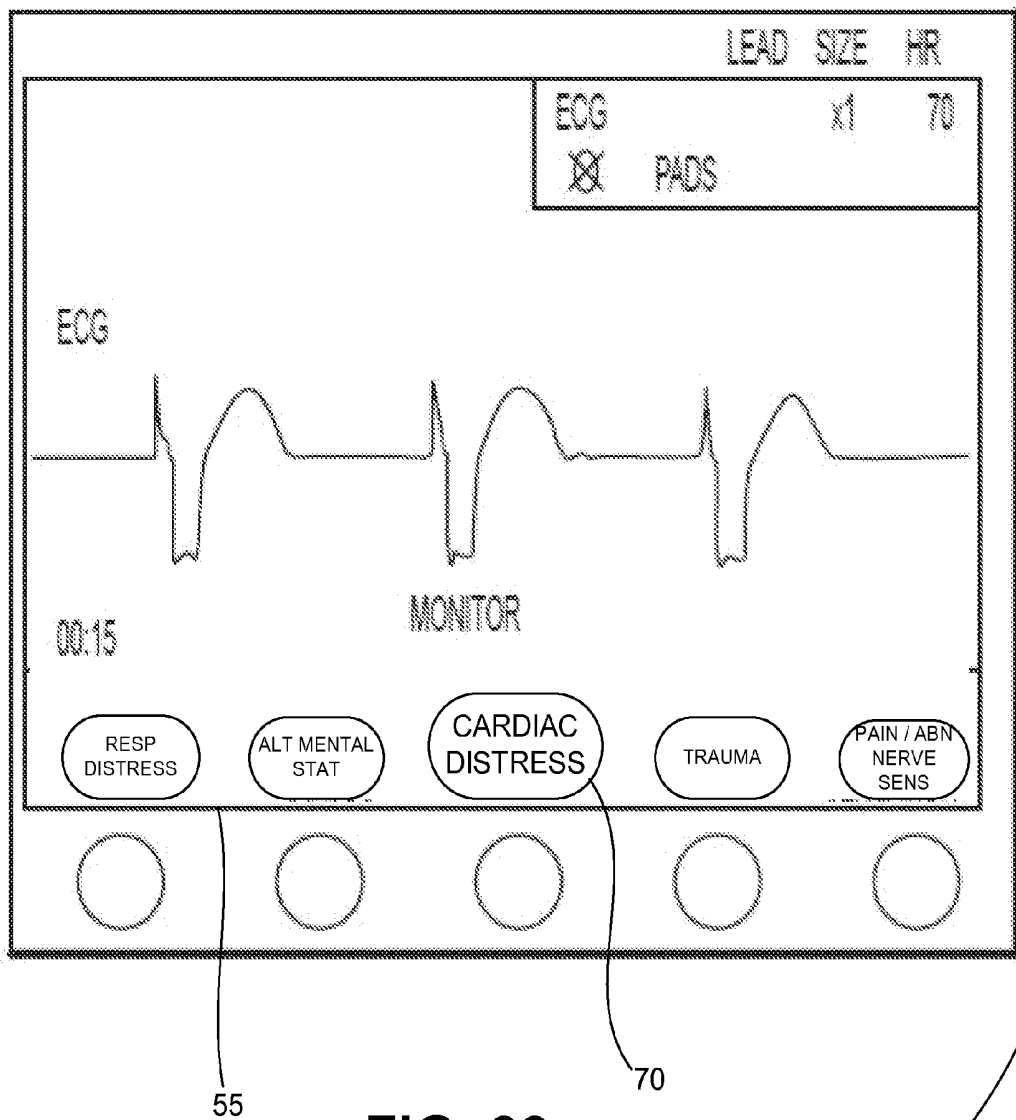 LEAD SIZE HR
ECG x1 70
PADS
ECG
00:15
MONITOR
RESP
DISTRESS
ALT MENTAL
STAT
CARDIAC
DISTRESS
TRAUMA
PAIN / ABN
NERVE
SENS
55
70